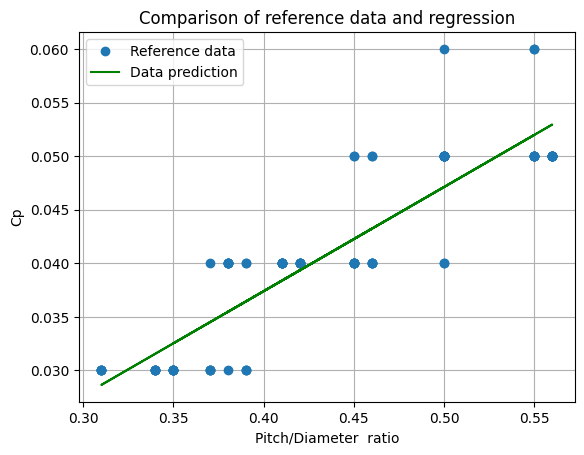 Comparison of reference data and regression
Reference data
Data prediction
0.060
0.055
0.050
0.045
0.040
0.035
0.030
Cp
0.30
0.35
0.40
0.45
0.50
0.55
Pitch/Diameter  ratio